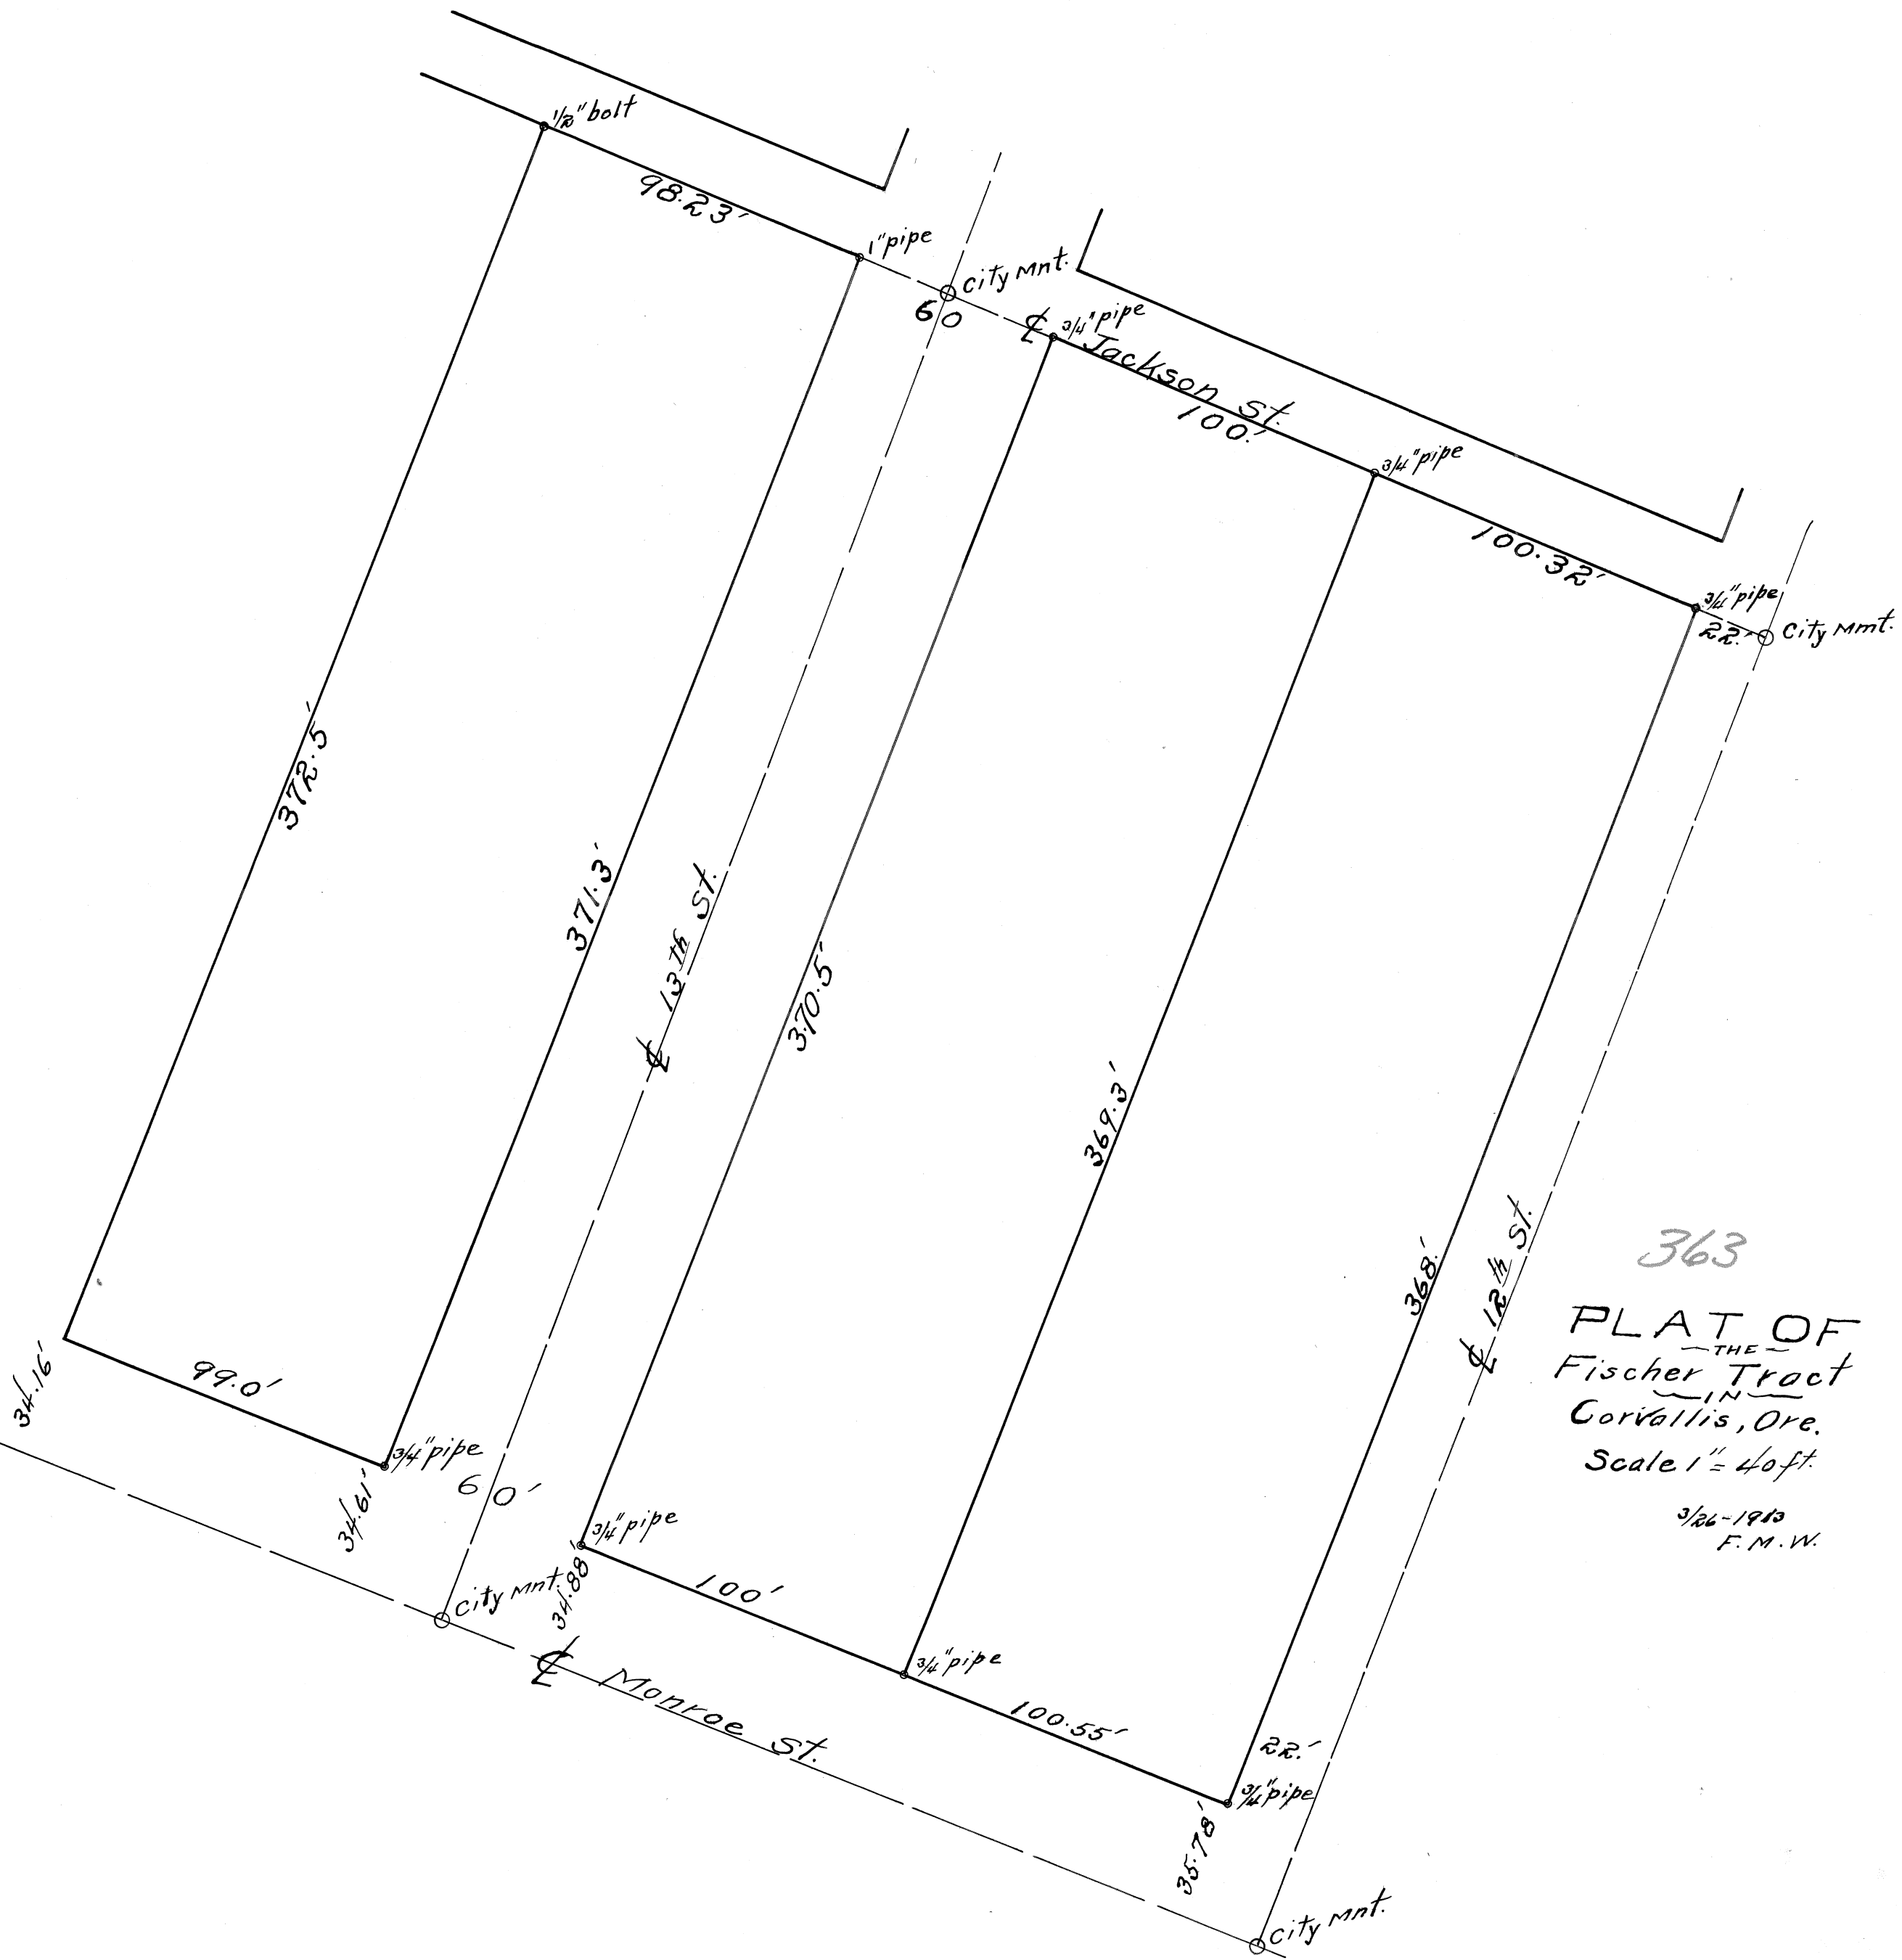 1/2" bolt
98.23'
1" pipe
City Mnt.
60
℄
3/4" pipe
Jackson St.
100.'
3/4" pipe
100.32'
3/4" pipe
22.'
City Mmt.
372.5'
371.3'
℄ 13th St.
370.5'
369.3'
368.'
℄ 12th St.
363
PLAT OF
THE
Fischer Tract
IN
Corvallis, Ore.
Scale 1" = 40 ft.
3/26-1913
F. M. W.
34.16'
99.0'
3/4" pipe
34.61'
60'
3/4" pipe
City Mnt.
34.88'
100'
3/4" pipe
℄ Monroe St.
100.55'
22.'
3/4" pipe
35.78'
City Mnt.